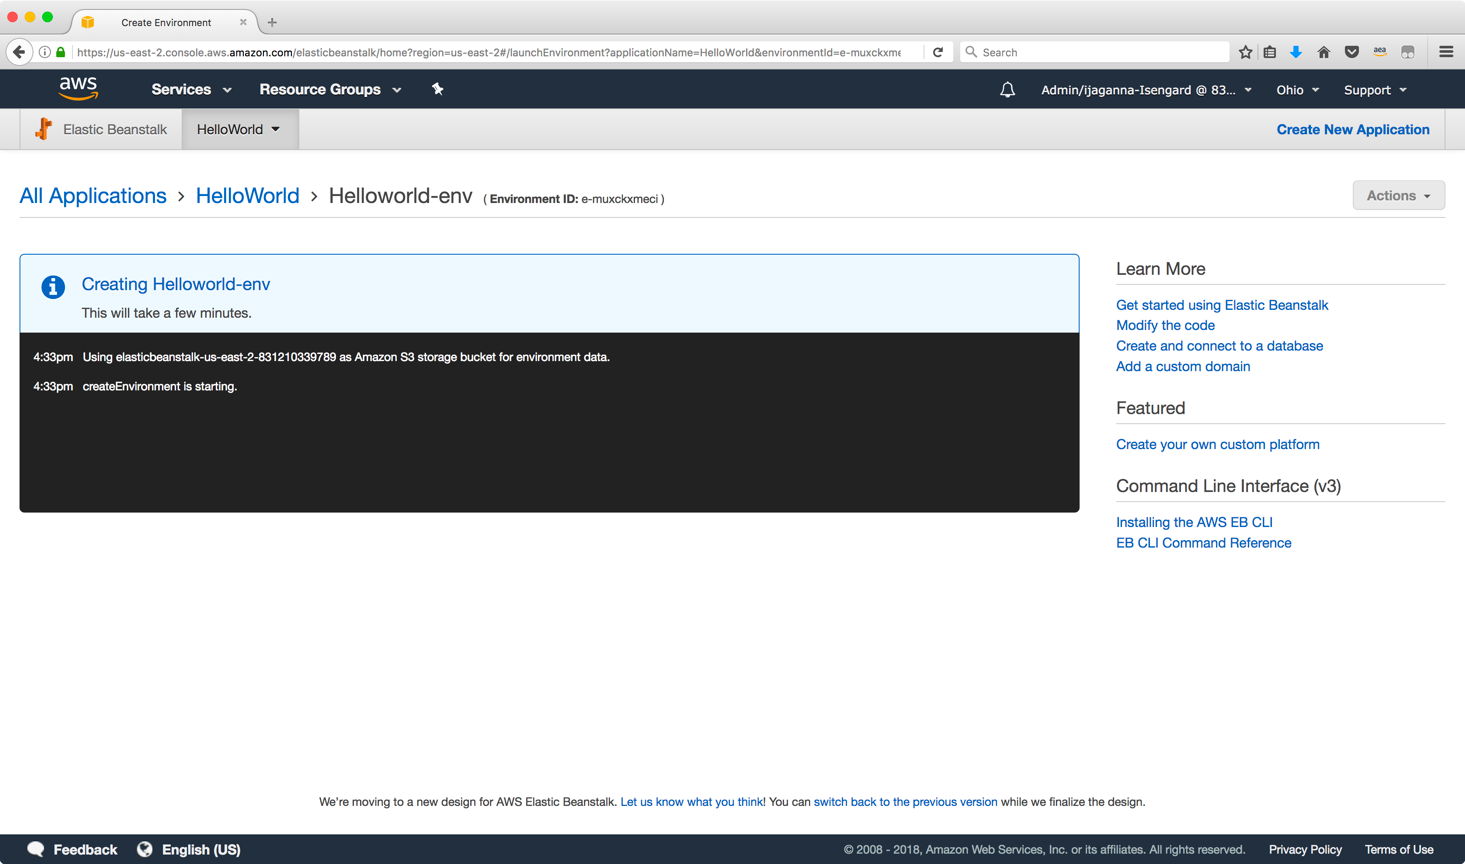 Create Environment
https://us-east-2.console.aws.amazon.com/elasticbeanstalk/home?region=us-east-2#/launchEnvironment?applicationName=HelloWorld&environmentId=e-muxckxme
Search
aea
aws
Services
Resource Groups
Admin/ijaganna-Isengard @ 83...
Ohio
Support
Elastic Beanstalk
HelloWorld
Create New Application
All Applications › HelloWorld › Helloworld-env ( Environment ID: e-muxckxmeci )
Actions
Creating Helloworld-env
This will take a few minutes.
4:33pm Using elasticbeanstalk-us-east-2-831210339789 as Amazon S3 storage bucket for environment data.
4:33pm createEnvironment is starting.
Learn More
Get started using Elastic Beanstalk
Modify the code
Create and connect to a database
Add a custom domain
Featured
Create your own custom platform
Command Line Interface (v3)
Installing the AWS EB CLI
EB CLI Command Reference
We're moving to a new design for AWS Elastic Beanstalk. Let us know what you think! You can switch back to the previous version while we finalize the design.
Feedback
English (US)
© 2008 - 2018, Amazon Web Services, Inc. or its affiliates. All rights reserved.
Privacy Policy
Terms of Use